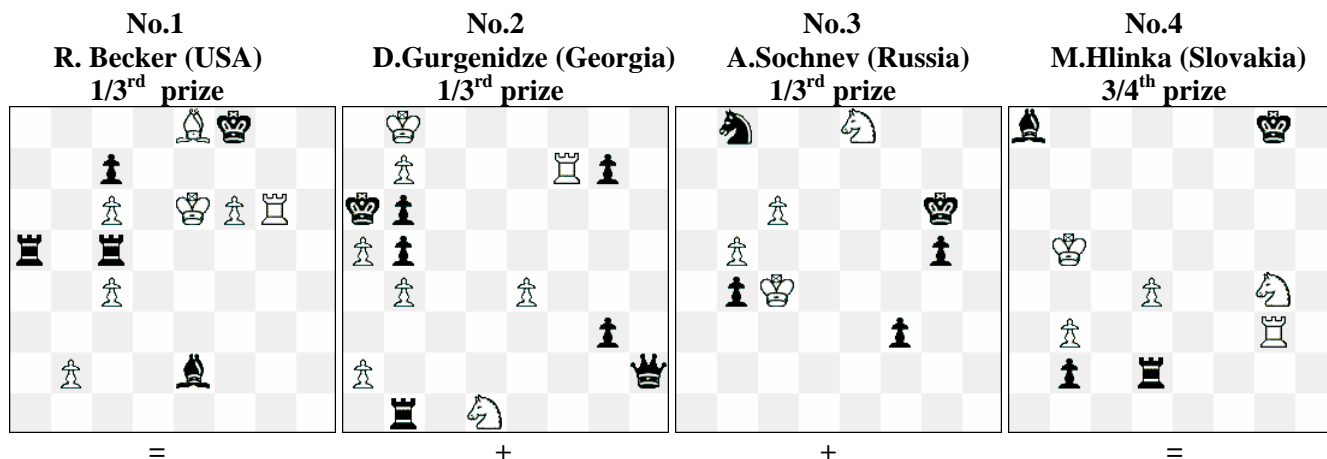 No.1 No.2 No.3 No.4
R. Becker (USA) D.Gurgenidze (Georgia) A.Sochnev (Russia) M.Hlinka (Slovakia)
1/3rd prize 1/3rd prize 1/3rd prize 3/4th prize
= + + =